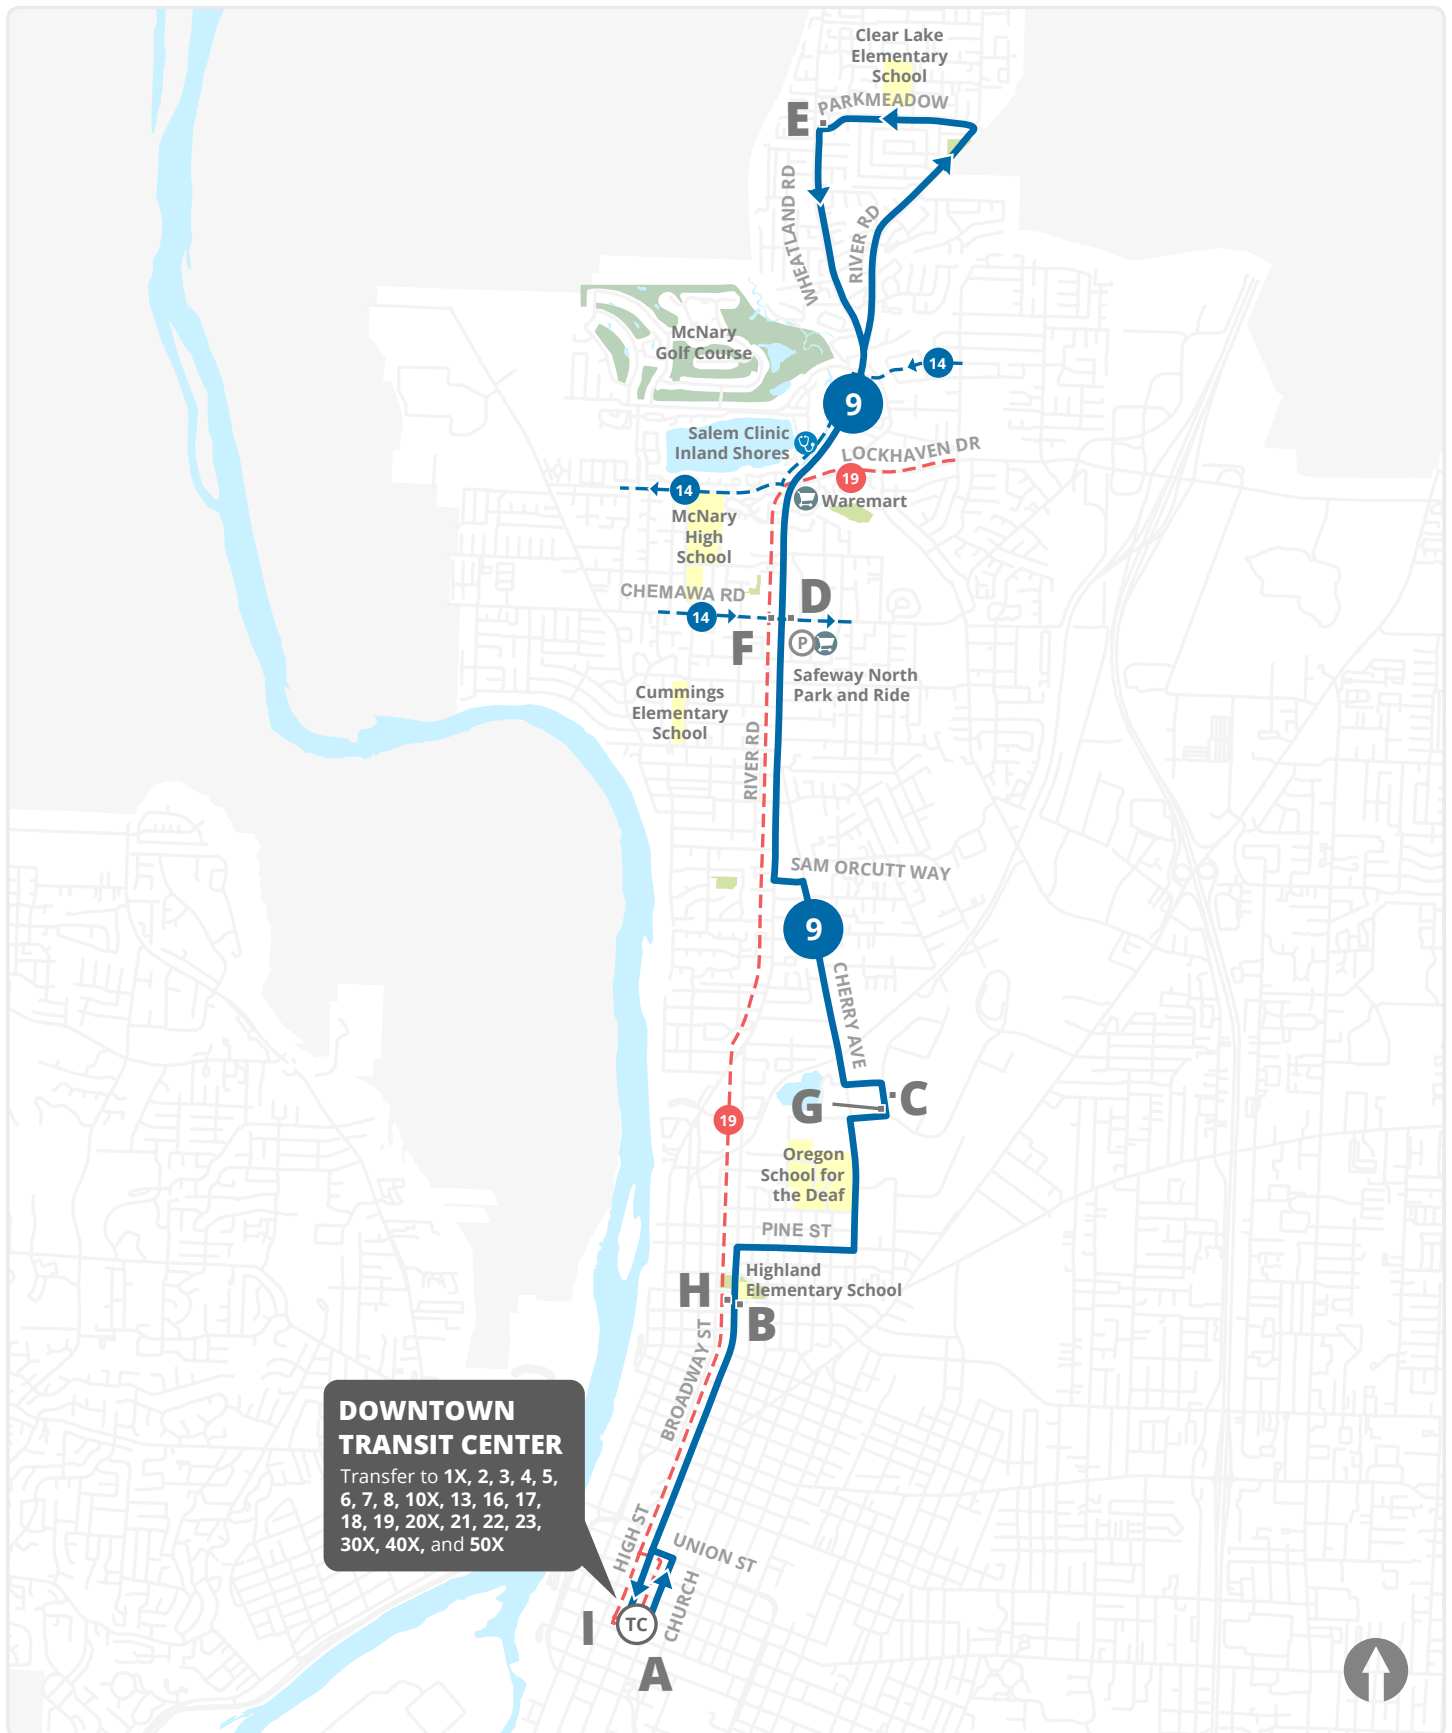 Clear Lake
Elementary
School
PARKMEADOW
E
WHEATLAND RD
RIVER RD
McNary
Golf Course
14
9
Salem Clinic
Inland Shores
LOCKHAVEN DR
19
14
Waremart
McNary
High
School
CHEMAWA RD
D
14
F
P
Safeway North
Park and Ride
Cummings
Elementary
School
RIVER RD
SAM ORCUTT WAY
9
CHERRY AVE
C
G
19
Oregon
School for
the Deaf
PINE ST
Highland
Elementary School
H
B
BROADWAY ST
DOWNTOWN
TRANSIT CENTER
Transfer to 1X, 2, 3, 4, 5,
6, 7, 8, 10X, 13, 16, 17,
18, 19, 20X, 21, 22, 23,
30X, 40X, and 50X
HIGH ST
UNION ST
CHURCH
I
TC
A